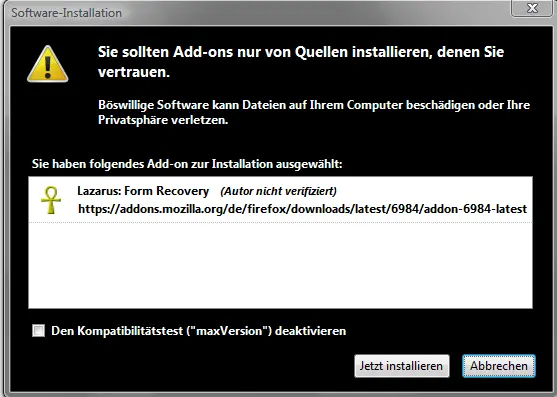 Software-Installation
Sie sollten Add-ons nur von Quellen installieren, denen Sie
vertrauen.
Böswillige Software kann Dateien auf Ihrem Computer beschädigen oder Ihre
Privatsphäre verletzen.
Sie haben folgendes Add-on zur Installation ausgewählt:
Lazarus: Form Recovery (Autor nicht verifiziert)
https://addons.mozilla.org/de/firefox/downloads/latest/6984/addon-6984-latest
Den Kompatibilitätstest ("maxVersion") deaktivieren
Jetzt installieren Abbrechen